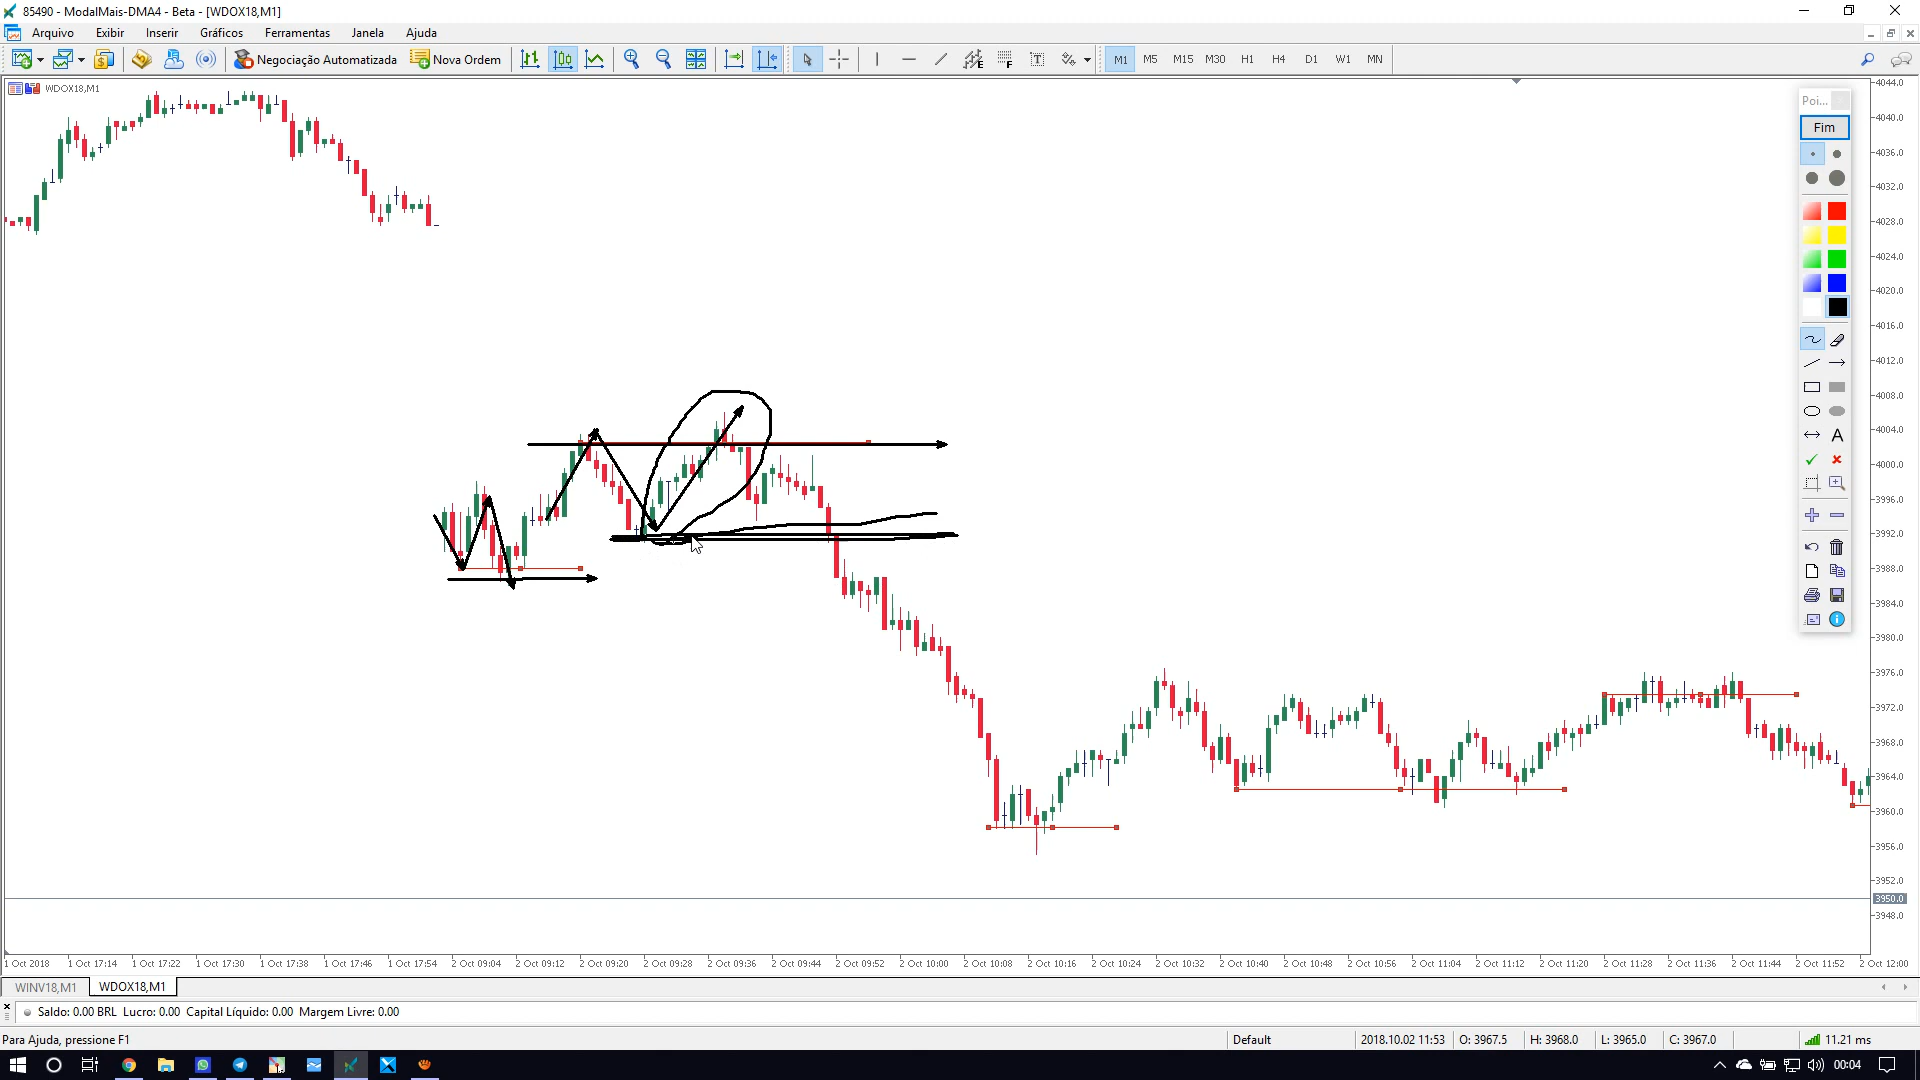 85490 - ModalMais-DMA4 - Beta - [WDOX18,M1]
Arquivo Exibir Inserir Gráficos Ferramentas Janela Ajuda
Negociação Automatizada Nova Ordem E F T M1 M5 M15 M30 H1 H4 D1 W1 MN
WDOX18,M1
4044.0
Poi...
4040.0
Fim
4036.0
4032.0
4028.0
4024.0
4020.0
4016.0
4012.0
4008.0
A
4004.0
4000.0
3996.0
3992.0
3988.0
3984.0
3980.0
3976.0
3972.0
3968.0
3964.0
3960.0
3956.0
3952.0
3950.0
3948.0
1 Oct 2018 1 Oct 17:14 1 Oct 17:22 1 Oct 17:30 1 Oct 17:38 1 Oct 17:46 1 Oct 17:54 2 Oct 09:04 2 Oct 09:12 2 Oct 09:20 2 Oct 09:28 2 Oct 09:36 2 Oct 09:44 2 Oct 09:52 2 Oct 10:00 2 Oct 10:08 2 Oct 10:16 2 Oct 10:24 2 Oct 10:32 2 Oct 10:40 2 Oct 10:48 2 Oct 10:56 2 Oct 11:04 2 Oct 11:12 2 Oct 11:20 2 Oct 11:28 2 Oct 11:36 2 Oct 11:44 2 Oct 11:52 2 Oct 12:00
WINV18,M1 WDOX18,M1
Saldo: 0.00 BRL Lucro: 0.00 Capital Líquido: 0.00 Margem Livre: 0.00
Para Ajuda, pressione F1 Default 2018.10.02 11:53 O: 3967.5 H: 3968.0 L: 3965.0 C: 3967.0 11.21 ms
00:04